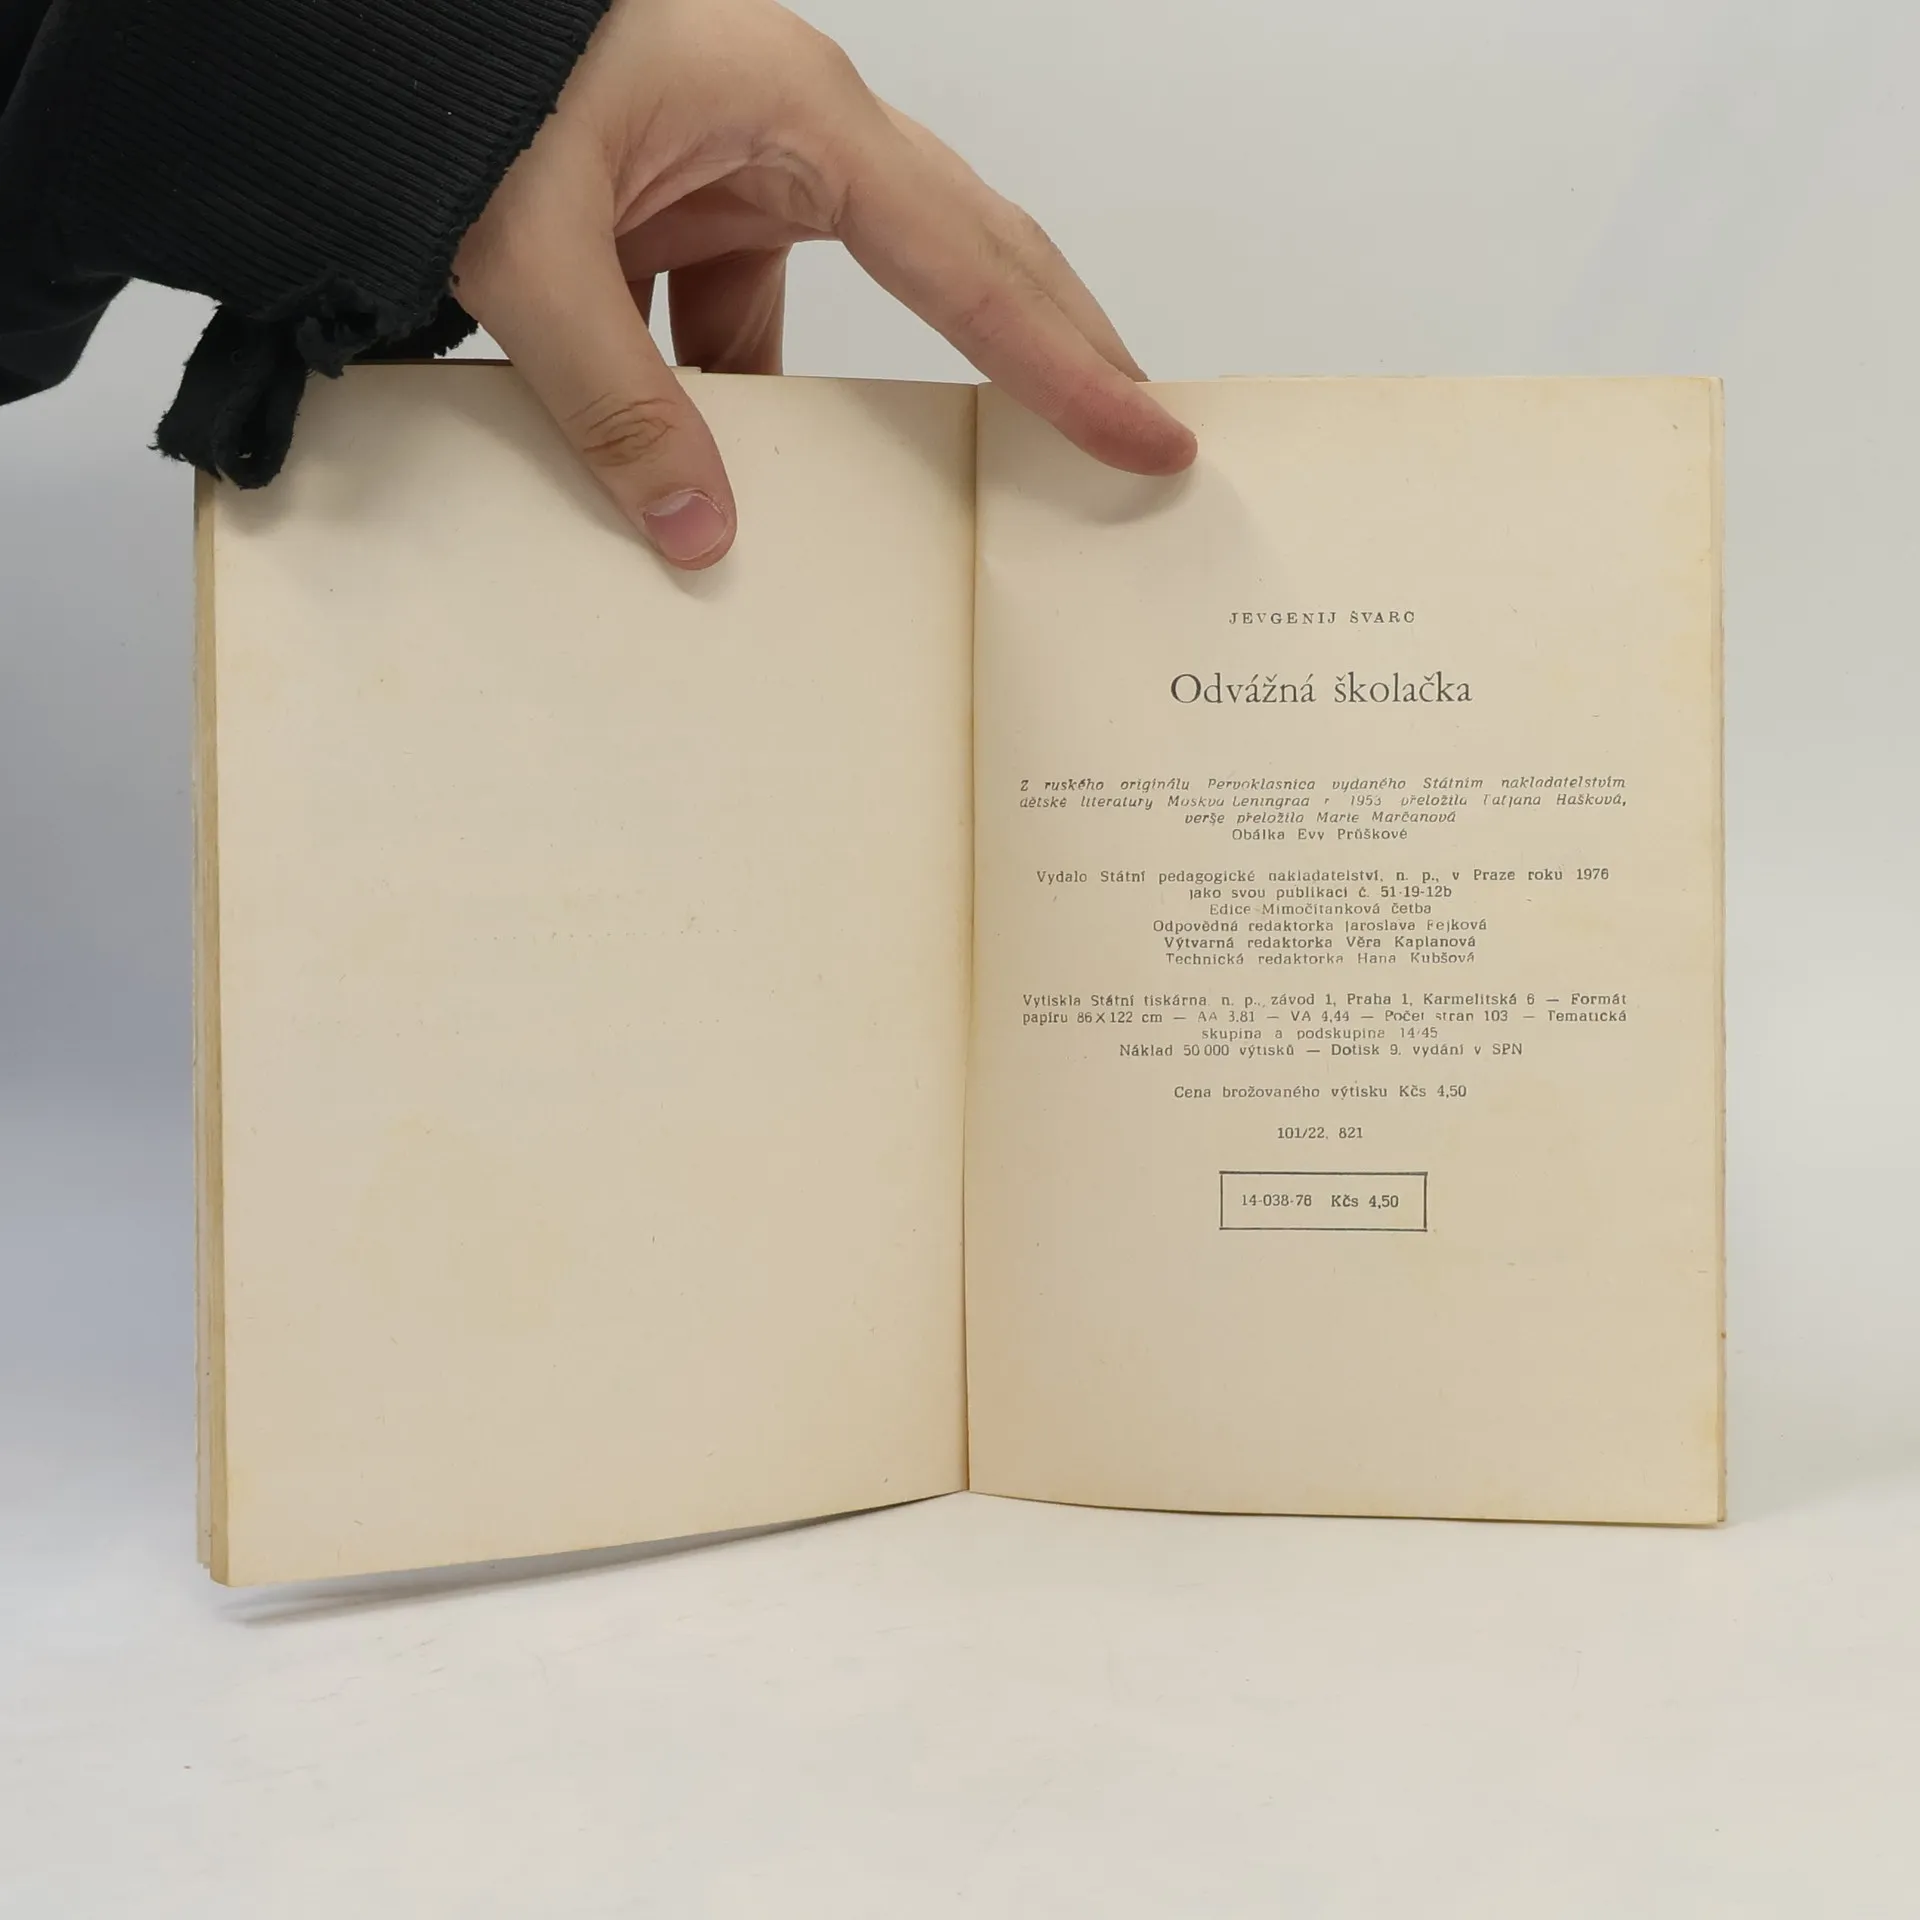 JEVGENIJ ŠVARC
Odvážná školačka
Z ruského originálu Pervoklasnica vydaného Státním nakladatelstvím
dětské literatury Moskva Leningrad r 1953 přeložila Tatjana Hašková,
verše přeložila Marie Marčanová
Obálka Evy Průškové
Vydalo Státní pedagogické nakladatelství, n. p., v Praze roku 1976
jako svou publikaci č. 51-19-12b
Edice Mimočítanková četba
Odpovědná redaktorka Jaroslava Fejková
Výtvarná redaktorka Věra Kaplanová
Technická redaktorka Hana Kubšová
Vytiskla Státní tiskárna n. p., závod 1, Praha 1, Karmelitská 6 — Formát
papíru 86×122 cm — AA 3,81 — VA 4,44 — Počet stran 103 — Tematická
skupina a podskupina 14/45
Náklad 50 000 výtisků — Dotisk 9. vydání v SPN
Cena brožovaného výtisku Kčs 4,50
101/22, 821
14-038-76 Kčs 4,50